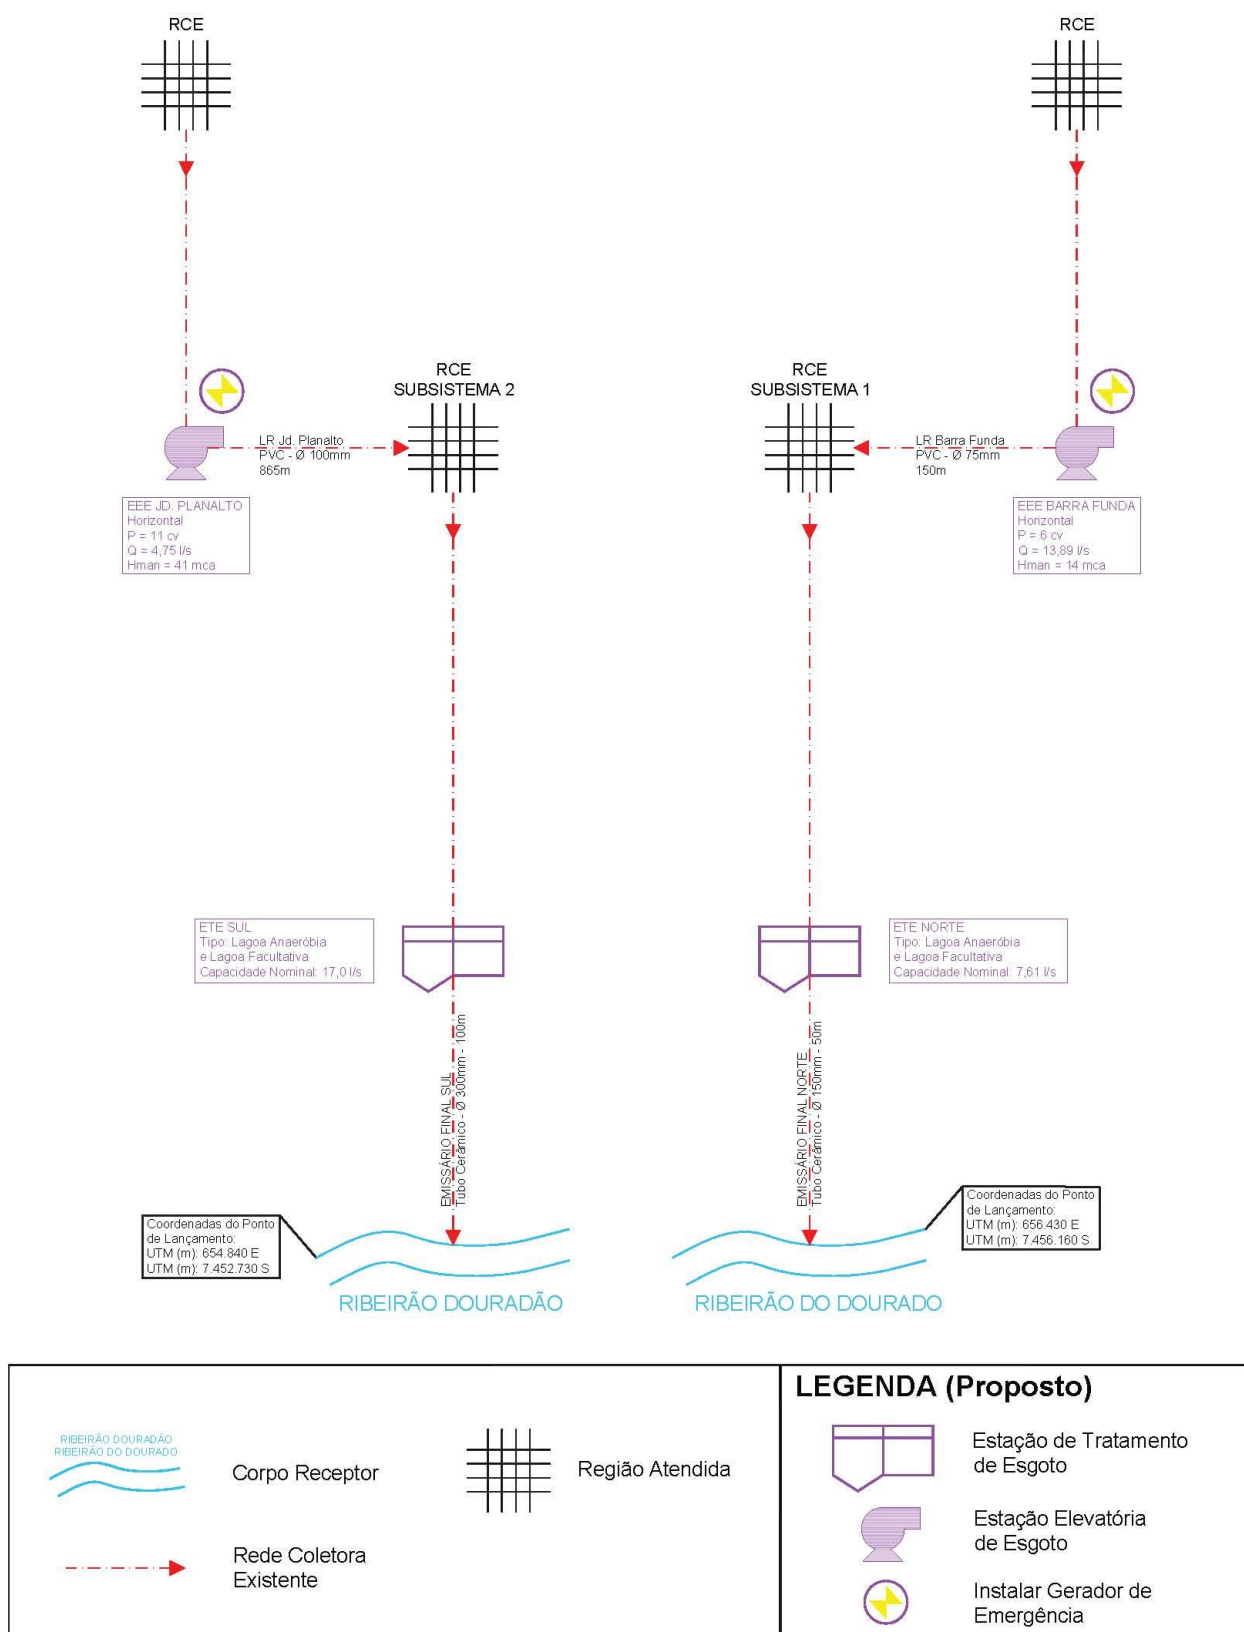 RCE
RCE
RCE
SUBSISTEMA 2
RCE
SUBSISTEMA 1
LR Jd. Planalto
PVC - Ø 100mm
865m
LR Barra Funda
PVC - Ø 75mm
150m
EEE JD. PLANALTO
Horizontal
P = 11 cv
Q = 4,75 l/s
Hman = 41 mca
EEE BARRA FUNDA
Horizontal
P = 6 cv
Q = 13,89 l/s
Hman = 14 mca
ETE SUL
Tipo: Lagoa Anaeróbia
e Lagoa Facultativa
Capacidade Nominal: 17,0 l/s
ETE NORTE
Tipo: Lagoa Anaeróbia
e Lagoa Facultativa
Capacidade Nominal: 7,61 l/s
EMISSÁRIO FINAL SUL
Tubo Cerâmico - Ø 300mm - 100m
EMISSÁRIO FINAL NORTE
Tubo Cerâmico - Ø 150mm - 50m
Coordenadas do Ponto
de Lançamento:
UTM (m): 654.840 E
UTM (m): 7.452.730 S
Coordenadas do Ponto
de Lançamento:
UTM (m): 656.430 E
UTM (m): 7.456.160 S
RIBEIRÃO DOURADÃO
RIBEIRÃO DO DOURADO
RIBEIRÃO DOURADÃO
RIBEIRÃO DO DOURADO
Corpo Receptor
Região Atendida
Rede Coletora
Existente
LEGENDA (Proposto)
Estação de Tratamento
de Esgoto
Estação Elevatória
de Esgoto
Instalar Gerador de
Emergência